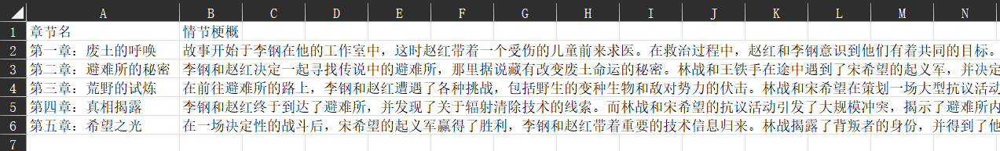 A B C D E F G H I J K L M N
1 章节名 情节梗概
2 第一章：废土的呼唤 故事开始于李钢在他的工作室中，这时赵红带着一个受伤的儿童前来求医。在救治过程中，赵红和李钢意识到他们有着共同的目标。
3 第二章：避难所的秘密 李钢和赵红决定一起寻找传说中的避难所，那里据说藏有改变废土命运的秘密。林战和王铁手在途中遇到了宋希望的起义军，并决定
4 第三章：荒野的试炼 在前往避难所的路上，李钢和赵红遭遇了各种挑战，包括野生的变种生物和敌对势力的伏击。林战和宋希望在策划一场大型抗议活动
5 第四章：真相揭露 李钢和赵红终于到达了避难所，并发现了关于辐射清除技术的线索。而林战和宋希望的抗议活动引发了大规模冲突，揭示了避难所内
6 第五章：希望之光 在一场决定性的战斗后，宋希望的起义军赢得了胜利，李钢和赵红带着重要的技术信息归来。林战揭露了背叛者的身份，并得到了他
7